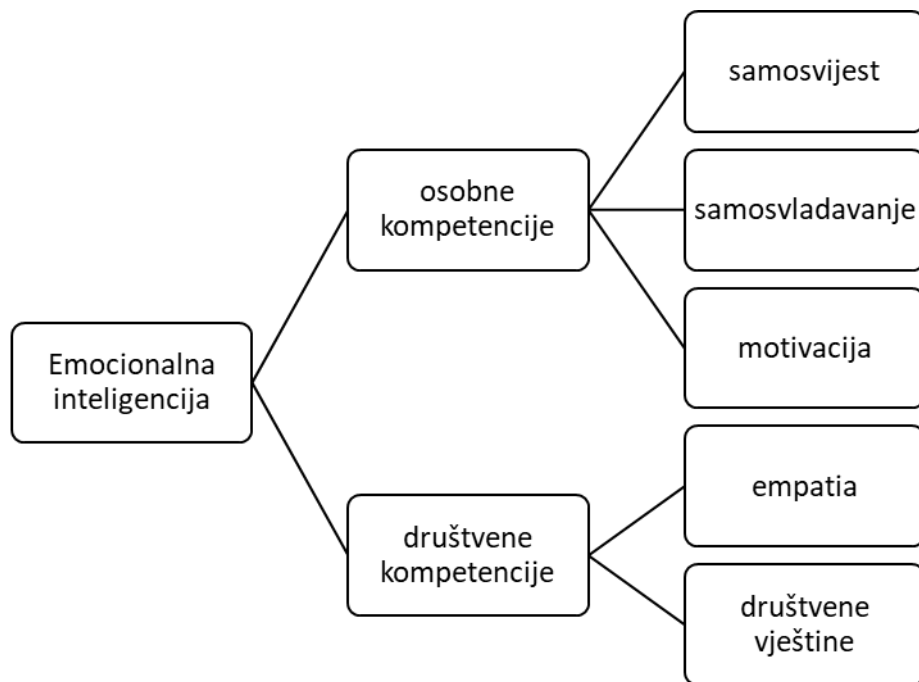 Emocionalna
inteligencija
osobne
kompetencije
samosvijest
samosvladavanje
motivacija
društvene
kompetencije
empatia
društvene
vještine